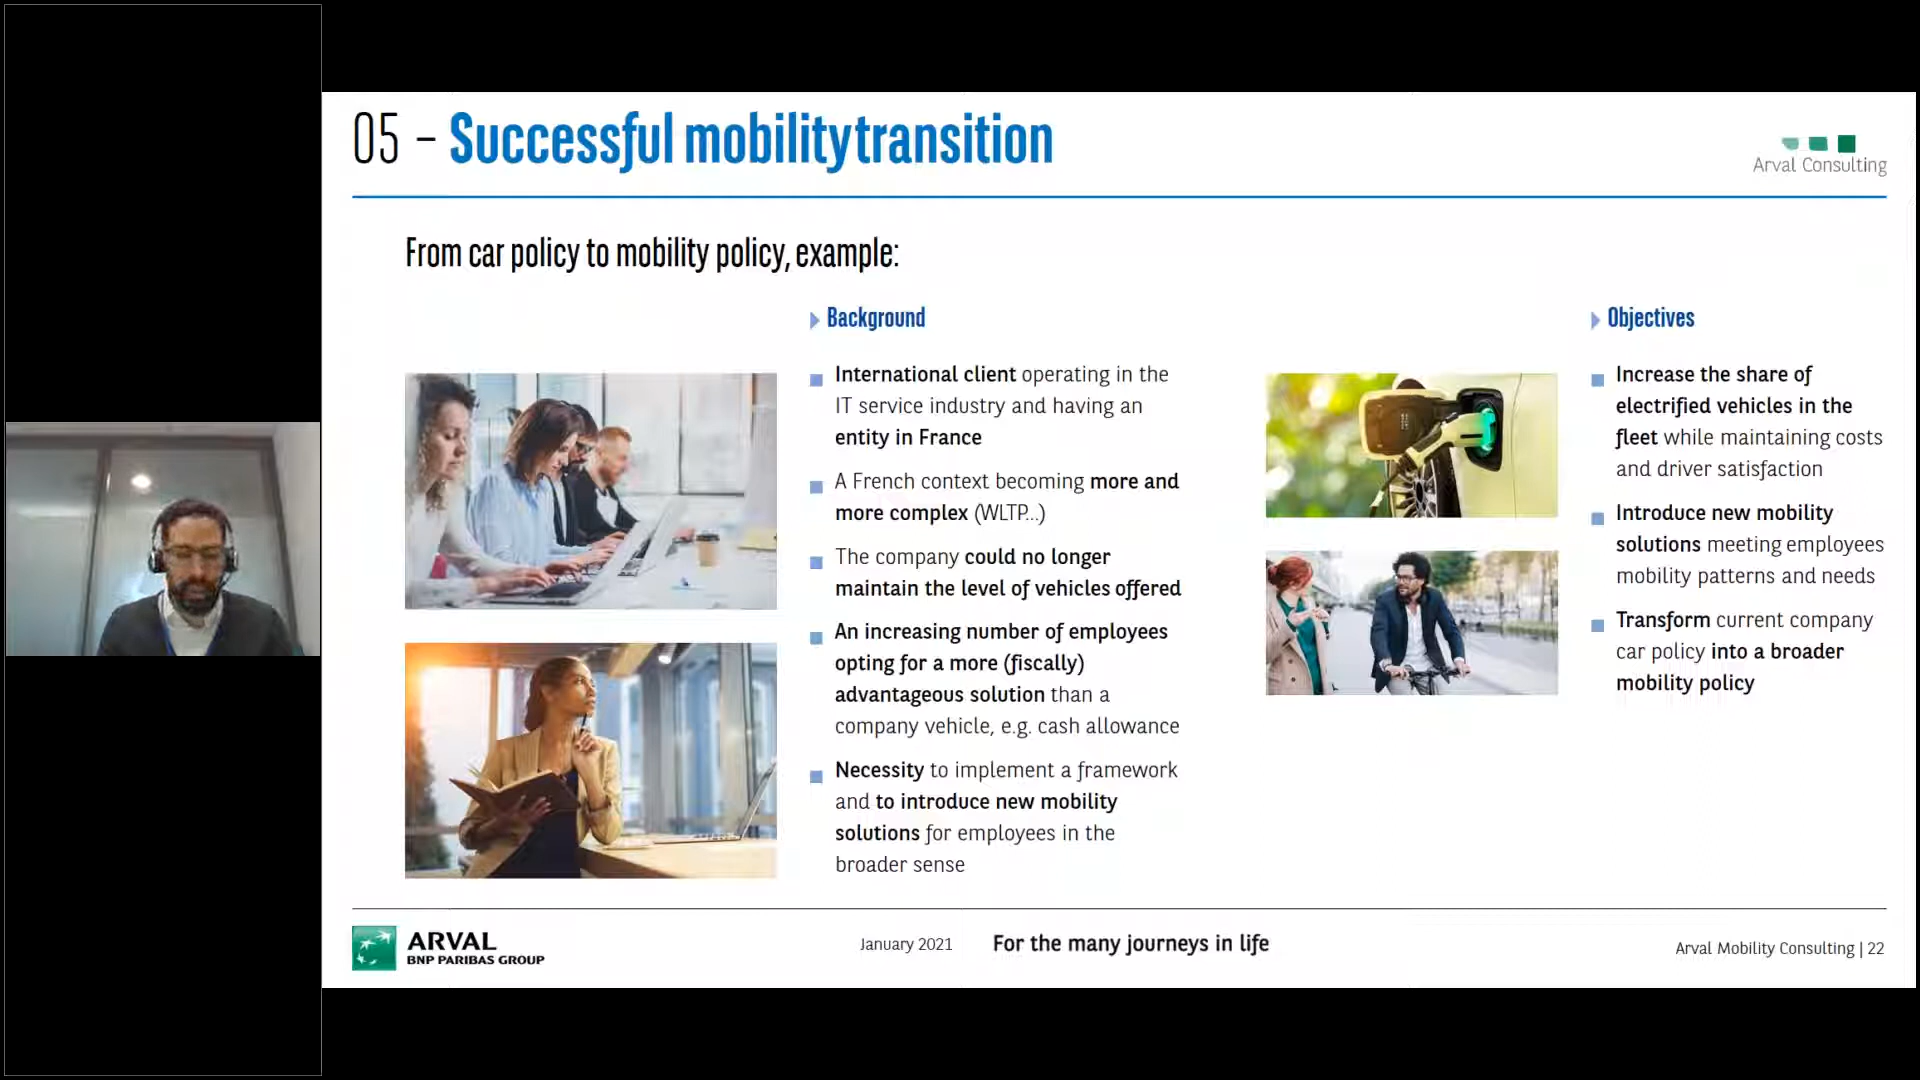 05 – Successful mobility transition
Arval Consulting
From car policy to mobility policy, example:
Background
International client operating in the
IT service industry and having an
entity in France
A French context becoming more and
more complex (WLTP...)
The company could no longer
maintain the level of vehicles offered
An increasing number of employees
opting for a more (fiscally)
advantageous solution than a
company vehicle, e.g. cash allowance
Necessity to implement a framework
and to introduce new mobility
solutions for employees in the
broader sense
Objectives
Increase the share of
electrified vehicles in the
fleet while maintaining costs
and driver satisfaction
Introduce new mobility
solutions meeting employees
mobility patterns and needs
Transform current company
car policy into a broader
mobility policy
ARVAL
BNP PARIBAS GROUP
January 2021
For the many journeys in life
Arval Mobility Consulting | 22